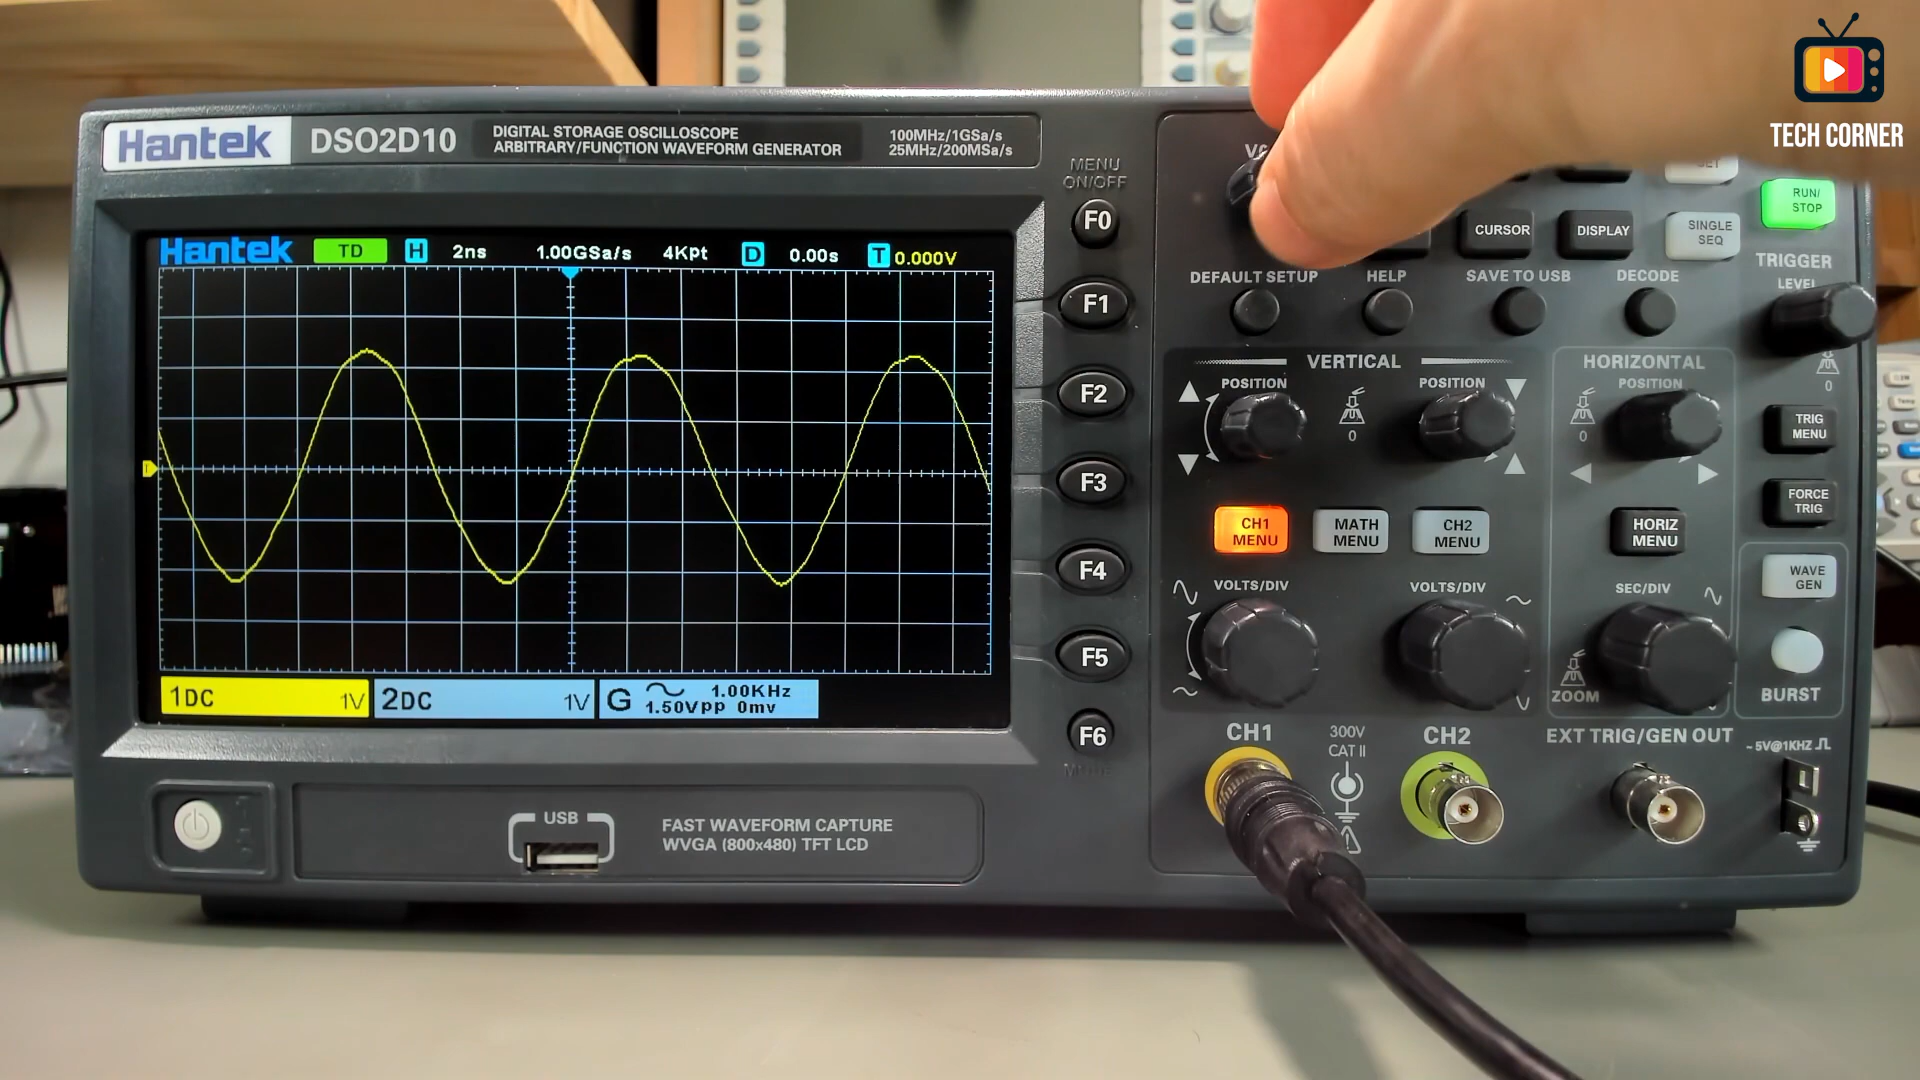 TECH CORNER
Hantek
DSO2D10
DIGITAL STORAGE OSCILLOSCOPE
ARBITRARY/FUNCTION WAVEFORM GENERATOR
100MHz/1GSa/s
25MHz/200MSa/s
MENU
ON/OFF
F0
F1
F2
F3
F4
F5
F6
Hantek TD H 2ns 1.00GSa/s 4Kpt D 0.00s T 0.000V
1DC 1V
2DC 1V
G 1.00KHz
1.50Vpp 0mv
USB
FAST WAVEFORM CAPTURE
WVGA (800x480) TFT LCD
CURSOR
DISPLAY
RUN/
STOP
SINGLE
SEQ
DEFAULT SETUP
HELP
SAVE TO USB
DECODE
TRIGGER
LEVEL
0
VERTICAL
POSITION
POSITION
0
HORIZONTAL
POSITION
0
TRIG
MENU
FORCE
TRIG
CH1
MENU
MATH
MENU
CH2
MENU
HORIZ
MENU
WAVE
GEN
VOLTS/DIV
VOLTS/DIV
SEC/DIV
ZOOM
BURST
CH1
300V
CAT II
CH2
EXT TRIG/GEN OUT
~5V@1KHZ